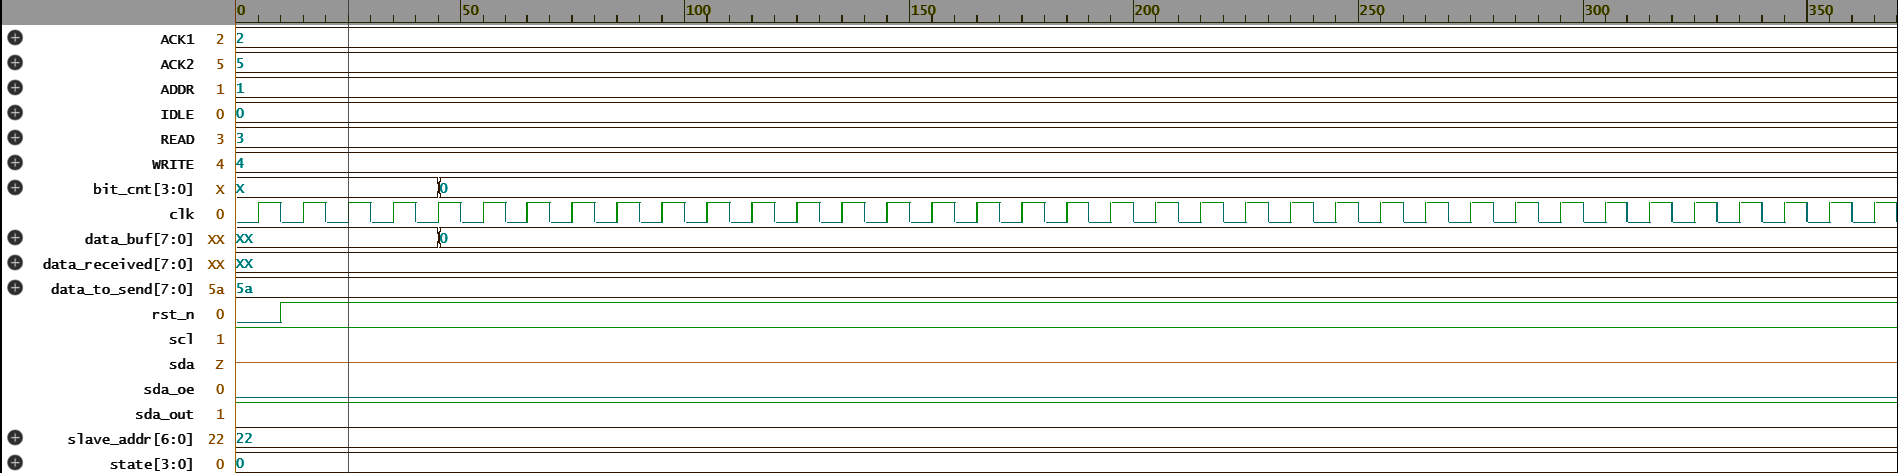 0 50 100 150 200 250 300 350
ACK1 2 2
ACK2 5 5
ADDR 1 1
IDLE 0 0
READ 3 3
WRITE 4 4
bit_cnt[3:0] X X 0
clk 0
data_buf[7:0] XX XX 0
data_received[7:0] XX XX
data_to_send[7:0] 5a 5a
rst_n 0
scl 1
sda Z
sda_oe 0
sda_out 1
slave_addr[6:0] 22 22
state[3:0] 0 0